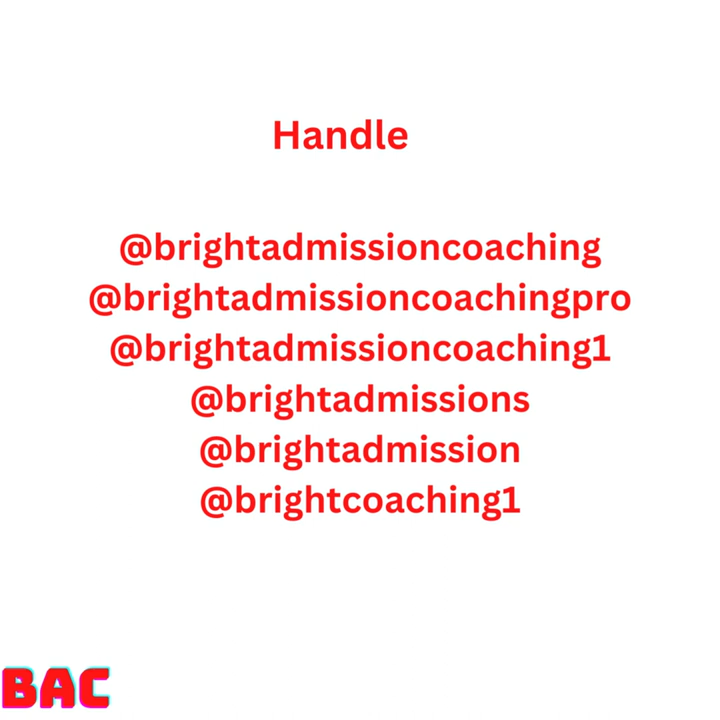 Handle
@brightadmissioncoaching
@brightadmissioncoachingpro
@brightadmissioncoaching1
@brightadmissions
@brightadmission
@brightcoaching1
BAC